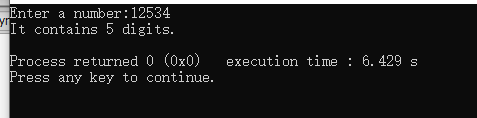 Enter a number:12534
It contains 5 digits.
Process returned 0 (0x0)   execution time : 6.429 s
Press any key to continue.